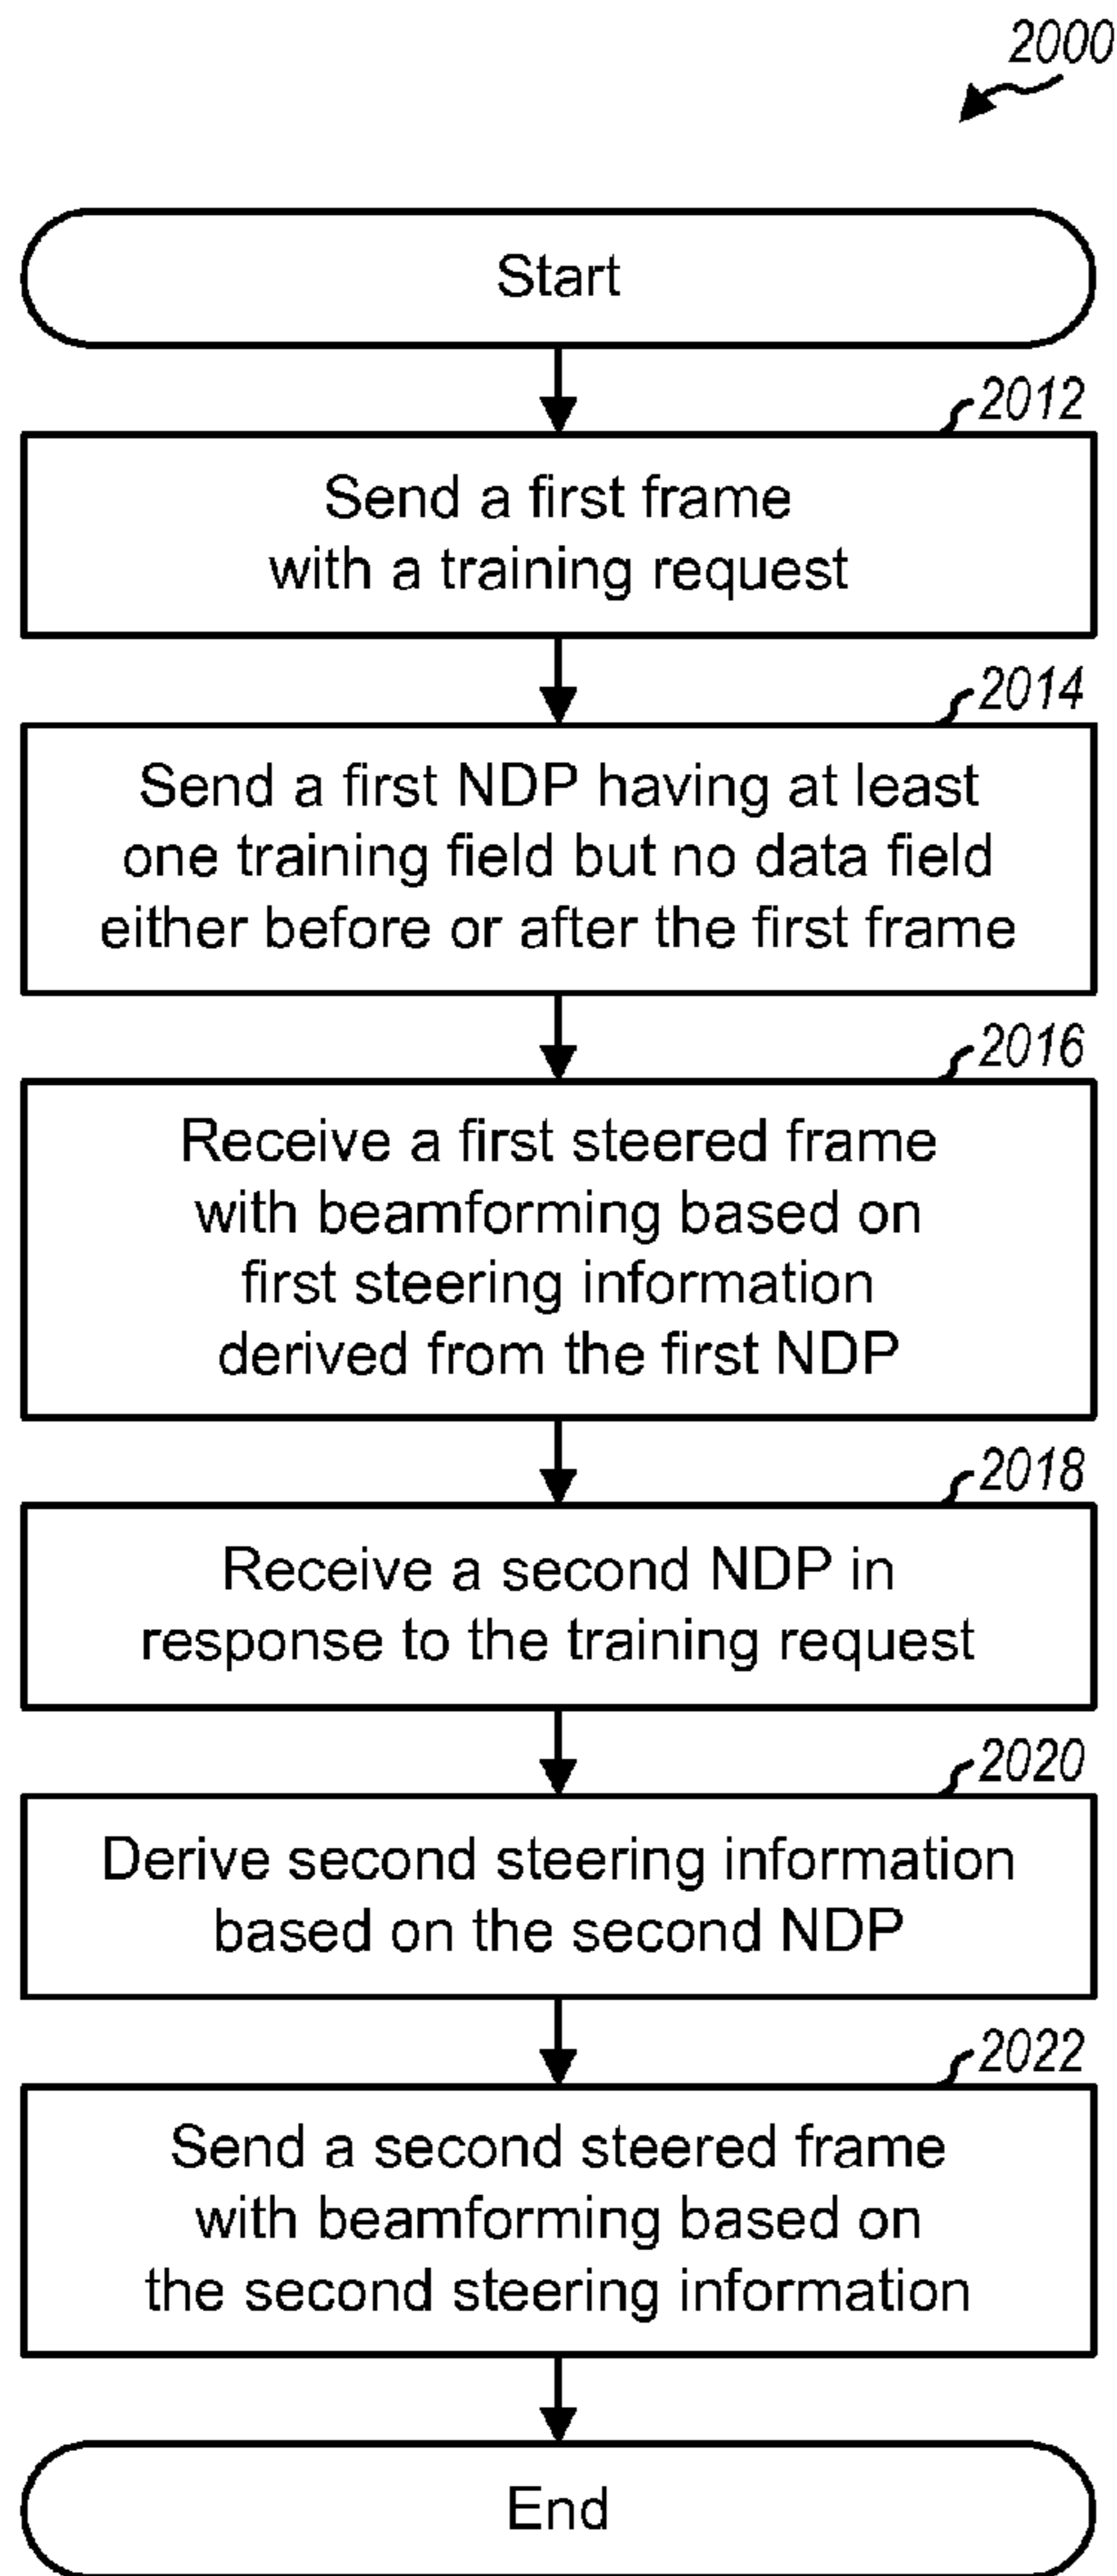 2000
Start
2012
Send a first frame
with a training request
2014
Send a first NDP having at least
one training field but no data field
either before or after the first frame
2016
Receive a first steered frame
with beamforming based on
first steering information
derived from the first NDP
2018
Receive a second NDP in
response to the training request
2020
Derive second steering information
based on the second NDP
2022
Send a second steered frame
with beamforming based on
the second steering information
End